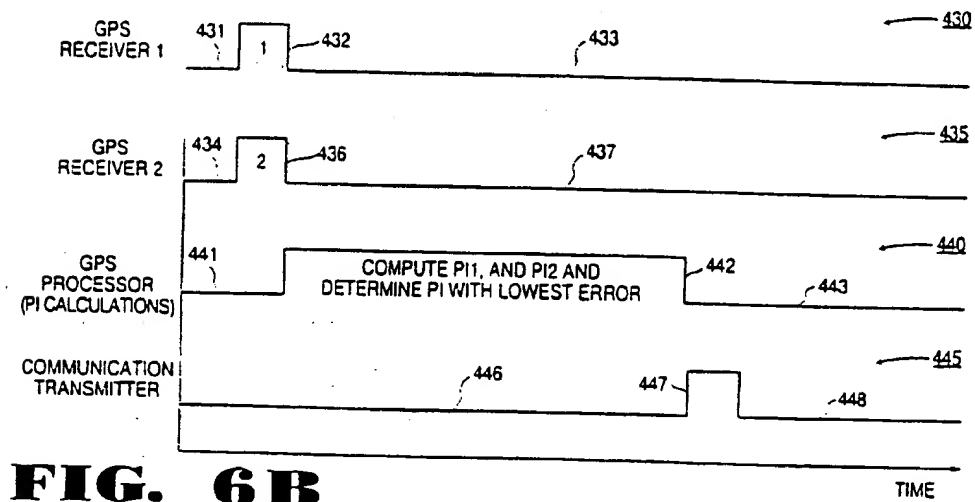 GPS
RECEIVER 1
431
1
432
433
430
GPS
RECEIVER 2
434
2
436
437
435
GPS
PROCESSOR
(PI CALCULATIONS)
441
COMPUTE PI1, AND PI2 AND
DETERMINE PI WITH LOWEST ERROR
442
443
440
COMMUNICATION
TRANSMITTER
446
447
448
445
FIG. 6B
TIME